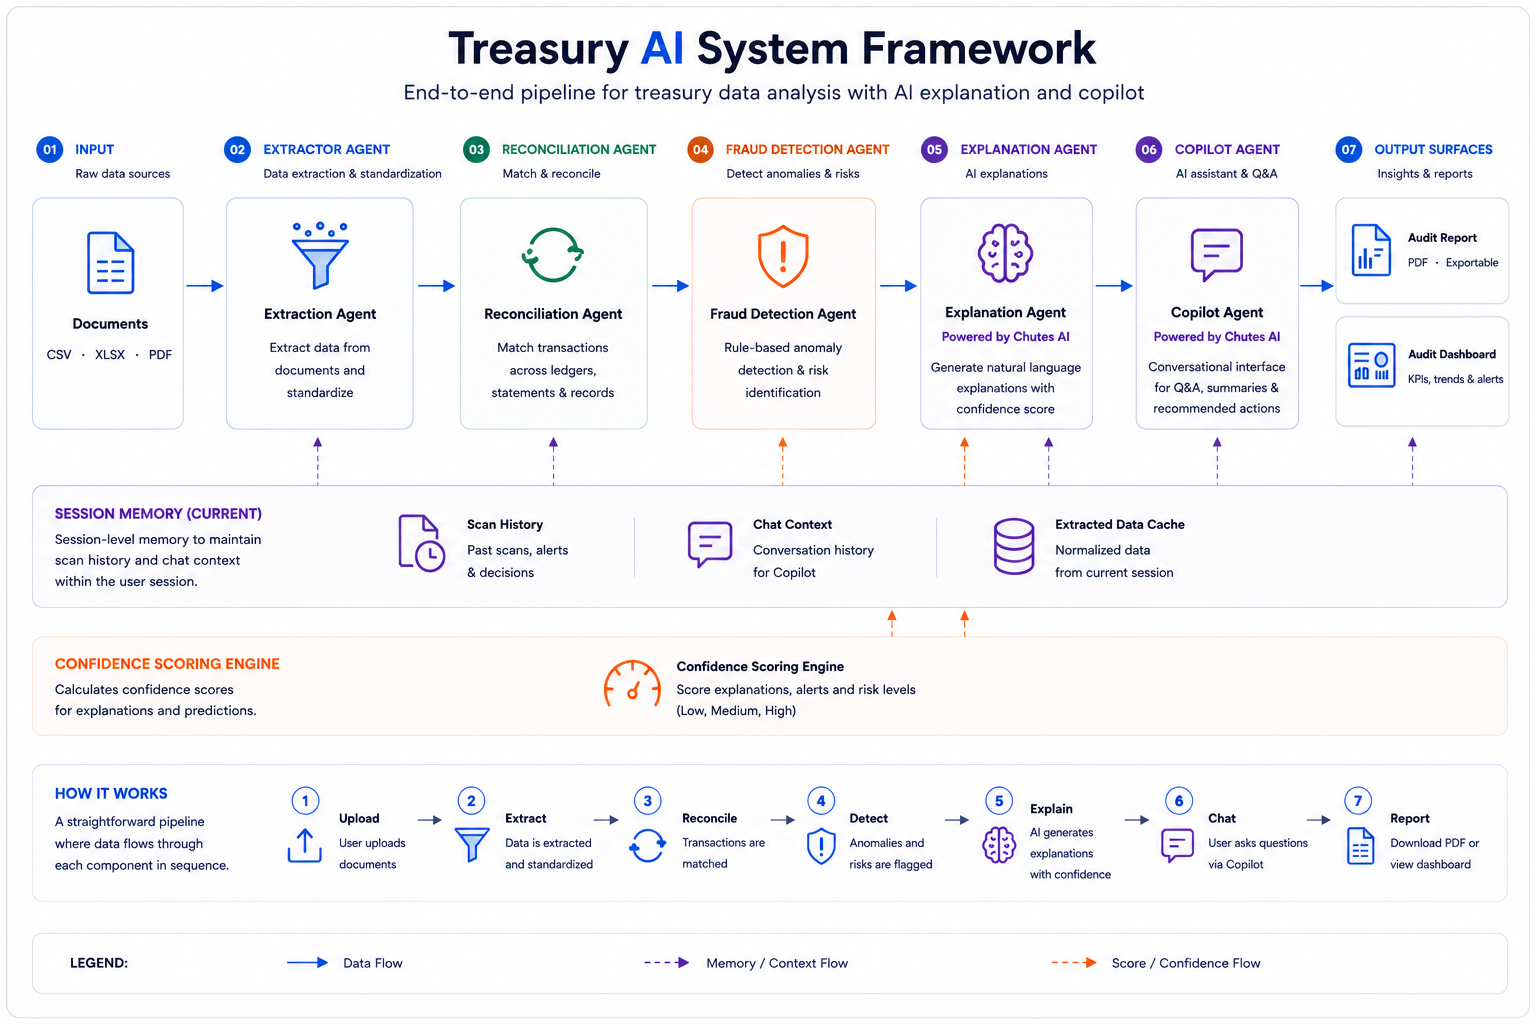 Treasury AI System Framework
End-to-end pipeline for treasury data analysis with AI explanation and copilot
01 INPUT
Raw data sources
Documents
CSV · XLSX · PDF
02 EXTRACTOR AGENT
Data extraction & standardization
Extraction Agent
Extract data from
documents and
standardize
03 RECONCILIATION AGENT
Match & reconcile
Reconciliation Agent
Match transactions
across ledgers,
statements & records
04 FRAUD DETECTION AGENT
Detect anomalies & risks
Fraud Detection Agent
Rule-based anomaly
detection & risk
identification
05 EXPLANATION AGENT
AI explanations
Explanation Agent
Powered by Chutes AI
Generate natural language
explanations with
confidence score
06 COPILOT AGENT
AI assistant & Q&A
Copilot Agent
Powered by Chutes AI
Conversational interface
for Q&A, summaries &
recommended actions
07 OUTPUT SURFACES
Insights & reports
Audit Report
PDF · Exportable
Audit Dashboard
KPIs, trends & alerts
SESSION MEMORY (CURRENT)
Session-level memory to maintain
scan history and chat context
within the user session.
Scan History
Past scans, alerts
& decisions
Chat Context
Conversation history
for Copilot
Extracted Data Cache
Normalized data
from current session
CONFIDENCE SCORING ENGINE
Calculates confidence scores
for explanations and predictions.
Confidence Scoring Engine
Score explanations, alerts and risk levels
(Low, Medium, High)
HOW IT WORKS
A straightforward pipeline
where data flows through
each component in sequence.
1
Upload
User uploads
documents
2
Extract
Data is extracted
and standardized
3
Reconcile
Transactions are
matched
4
Detect
Anomalies and
risks are flagged
5
Explain
AI generates
explanations
with confidence
6
Chat
User asks questions
via Copilot
7
Report
Download PDF or
view dashboard
LEGEND:
Data Flow
Memory / Context Flow
Score / Confidence Flow